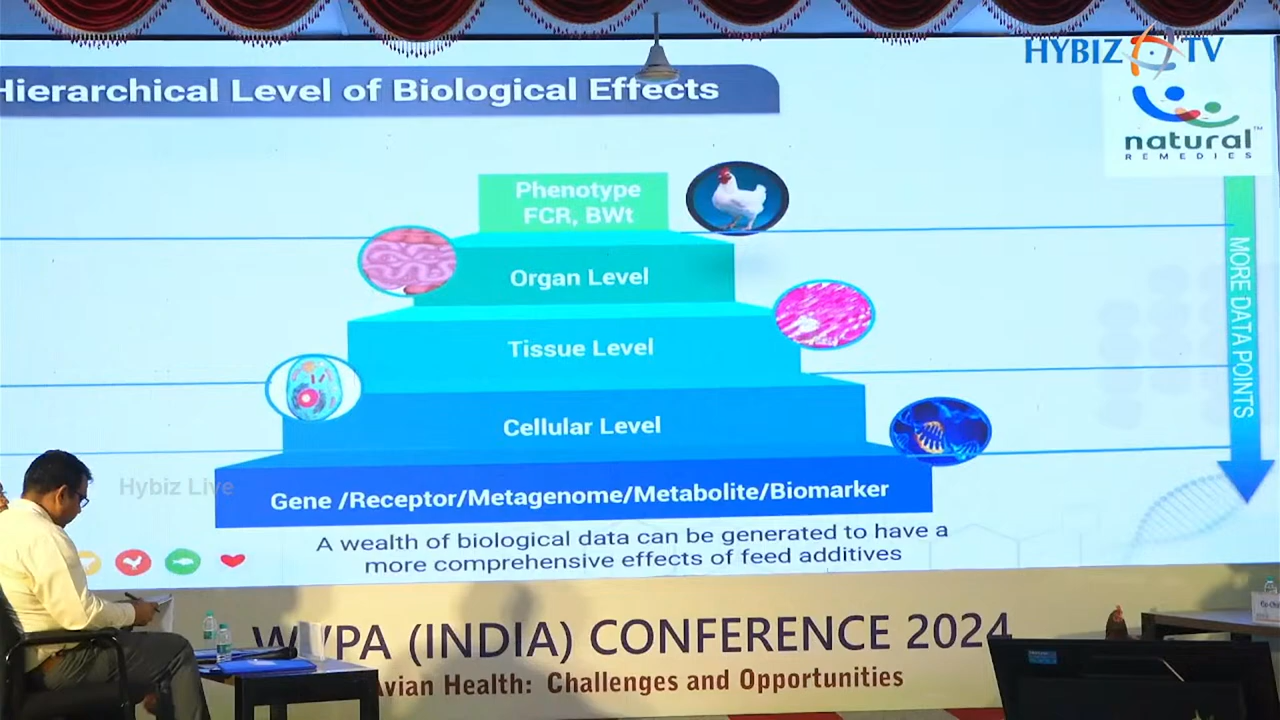 HYBIZ TV
Hierarchical Level of Biological Effects
natural™
REMEDIES
Phenotype
FCR, BWt
Organ Level
Tissue Level
Cellular Level
Gene /Receptor/Metagenome/Metabolite/Biomarker
MORE DATA POINTS
Hybiz Live
A wealth of biological data can be generated to have a
more comprehensive effects of feed additives
(INDIA) CONFERENCE 2024
Avian Health: Challenges and Opportunities